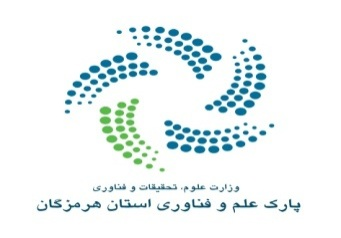 وزارت علوم، تحقیقات و فناوری
پارک علم و فناوری استان هرمزگان